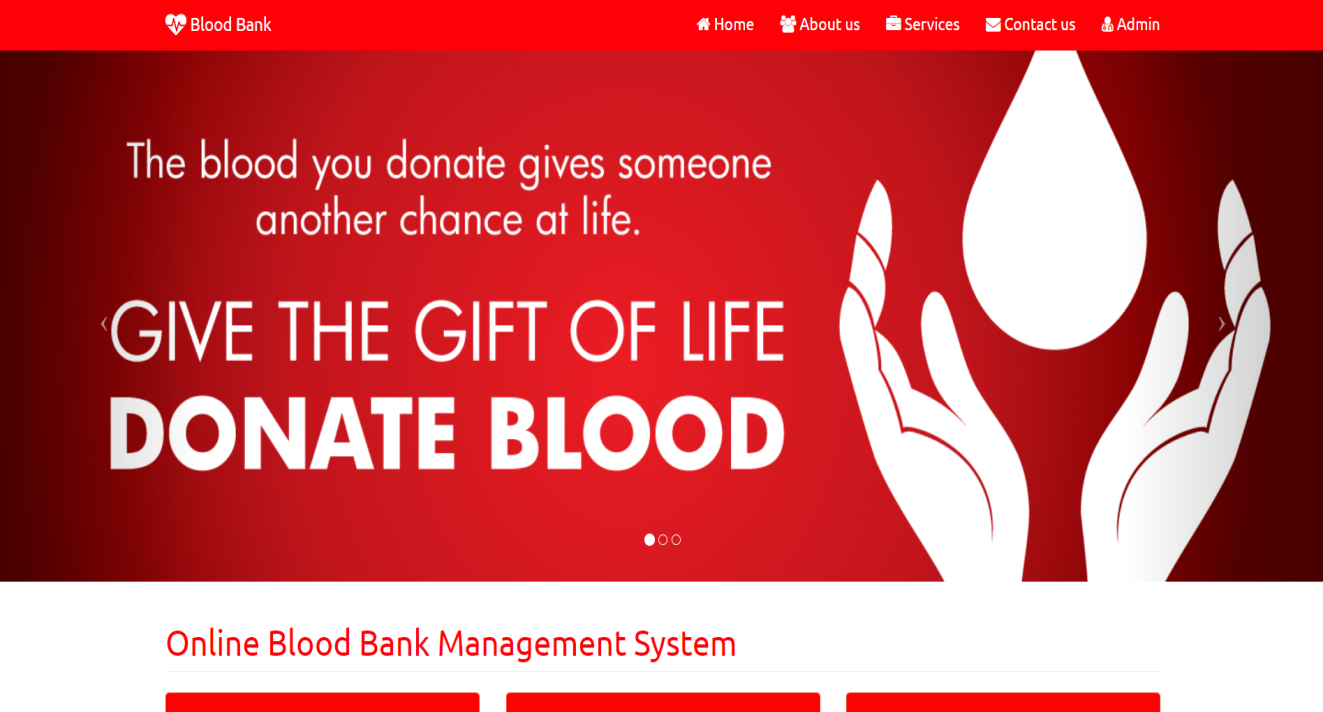 Blood Bank
Home About us Services Contact us Admin
The blood you donate gives someone
another chance at life.
GIVE THE GIFT OF LIFE
DONATE BLOOD
Online Blood Bank Management System